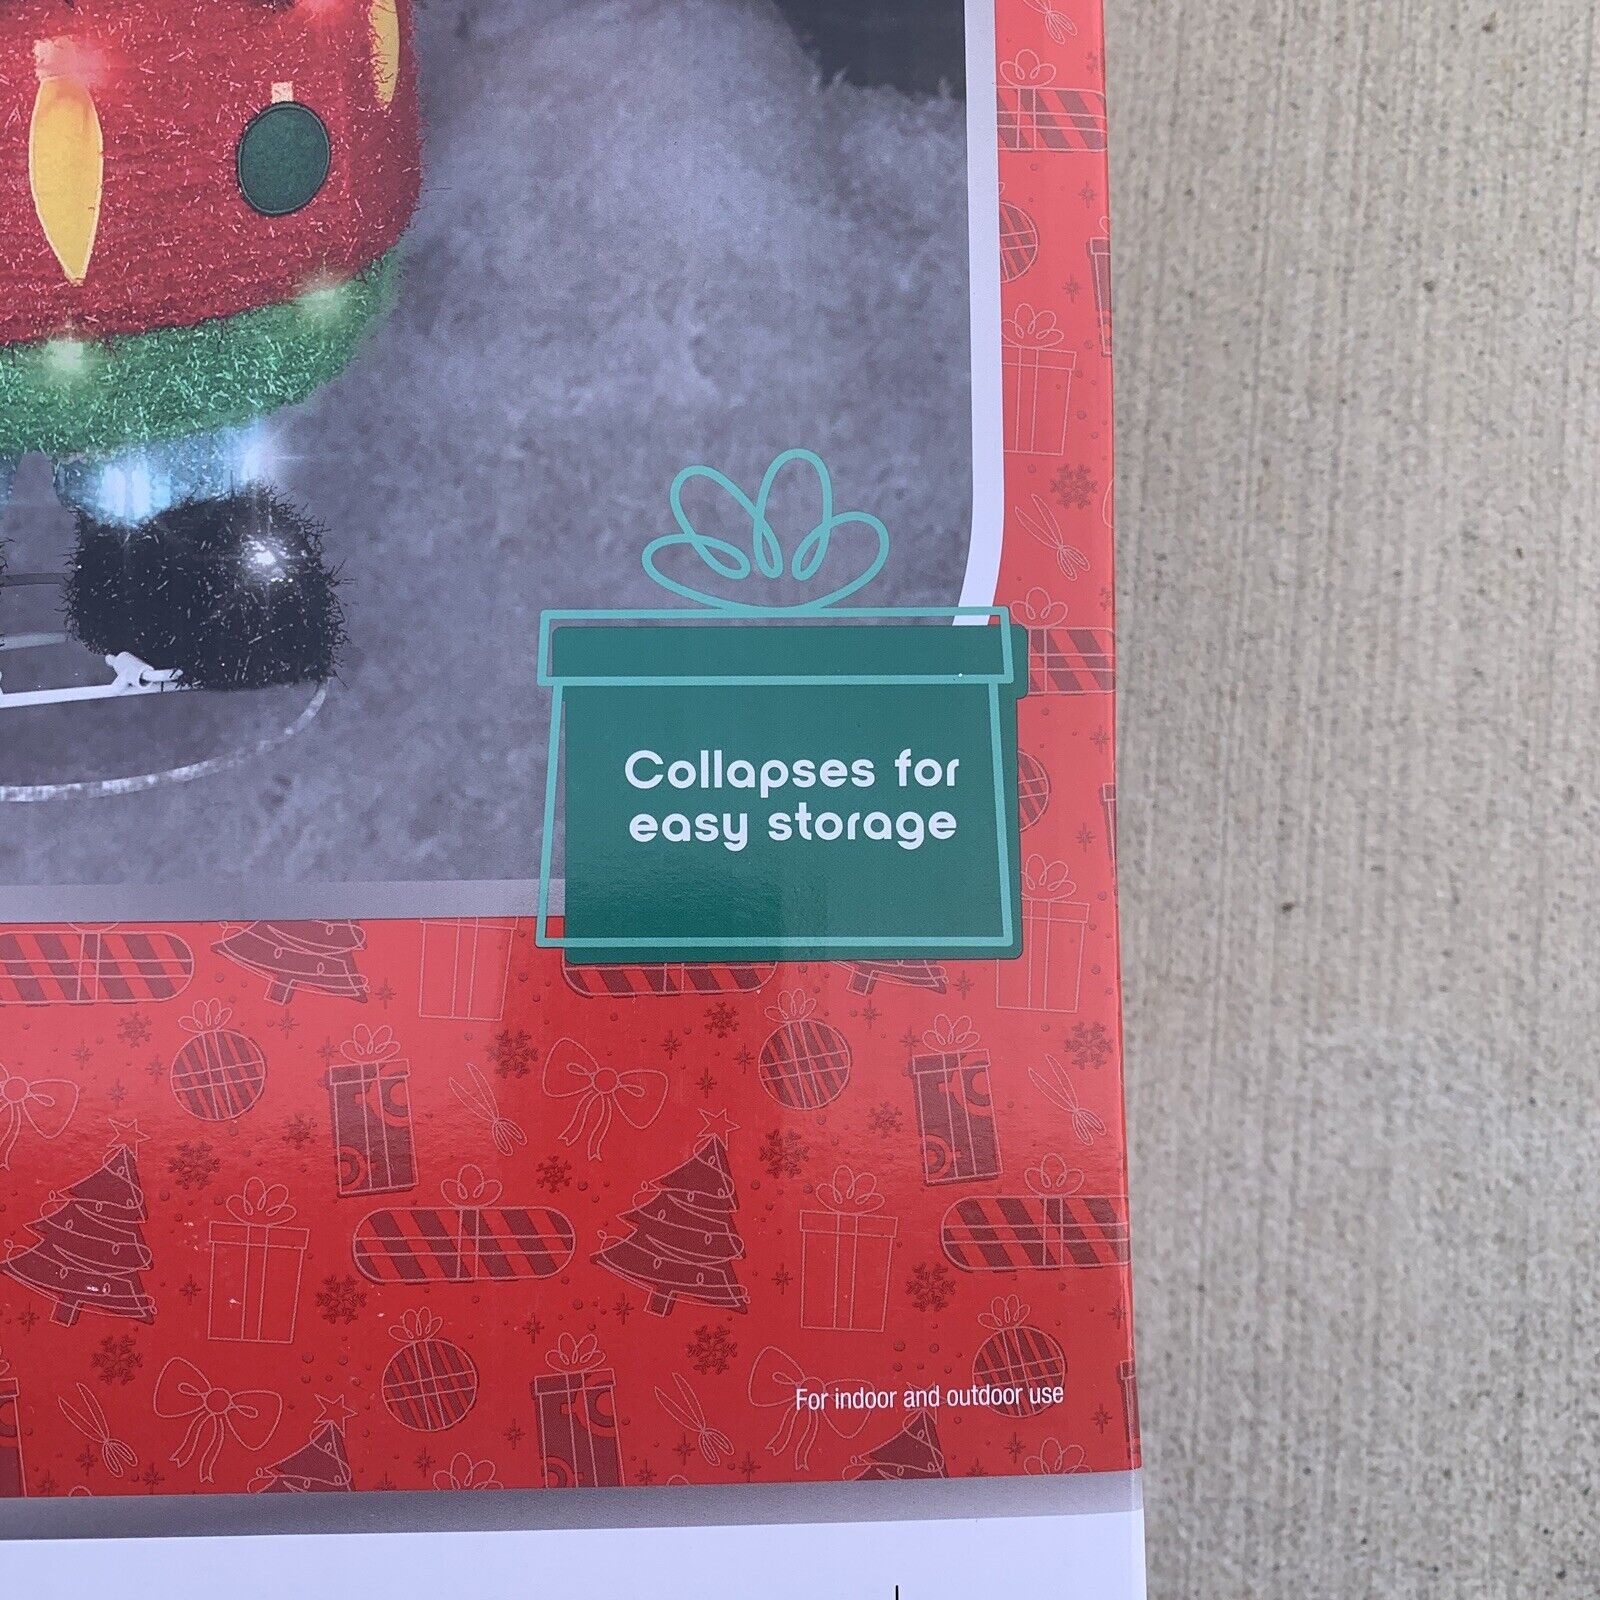 Collapses for
easy storage
For indoor and outdoor use